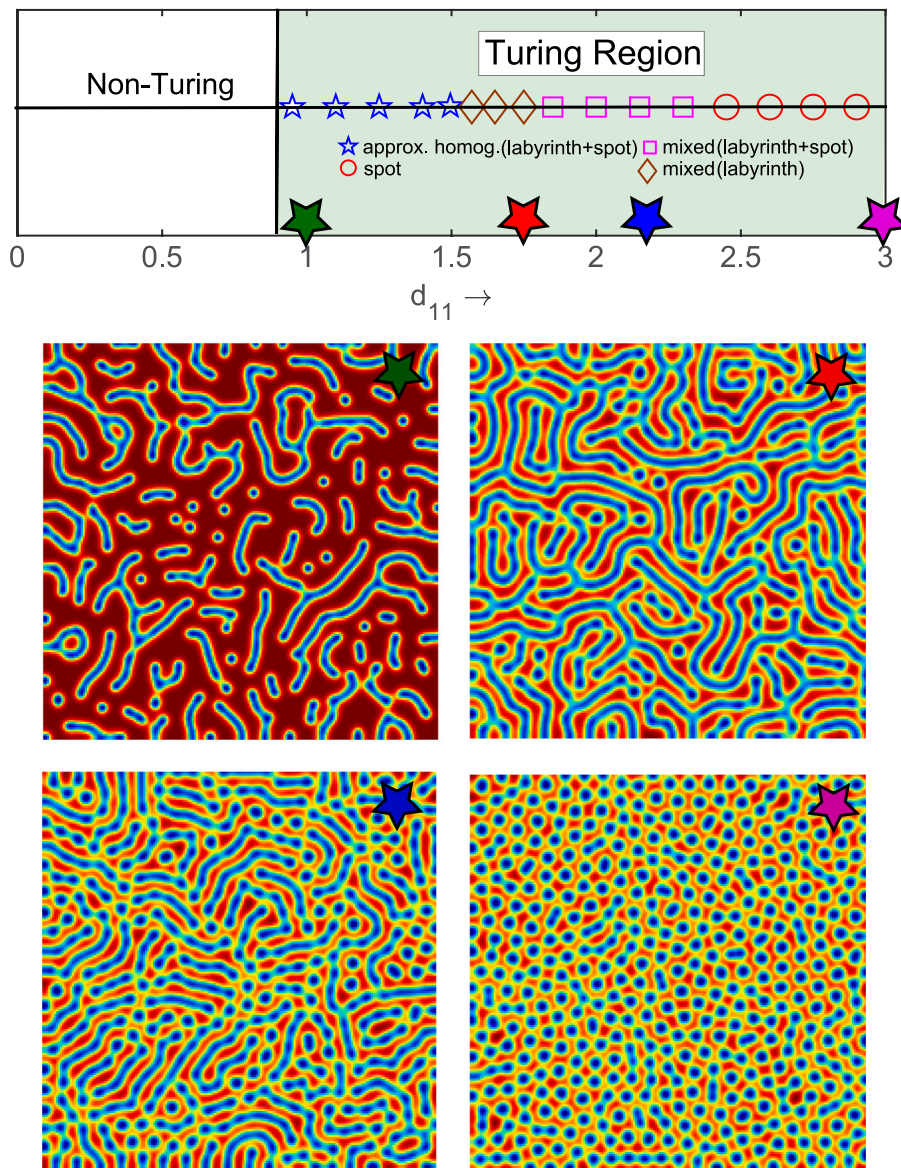 Turing Region
Non-Turing
approx. homog.(labyrinth+spot) mixed(labyrinth+spot)
spot mixed(labyrinth)
0 0.5 1 1.5 2 2.5 3
d11 →